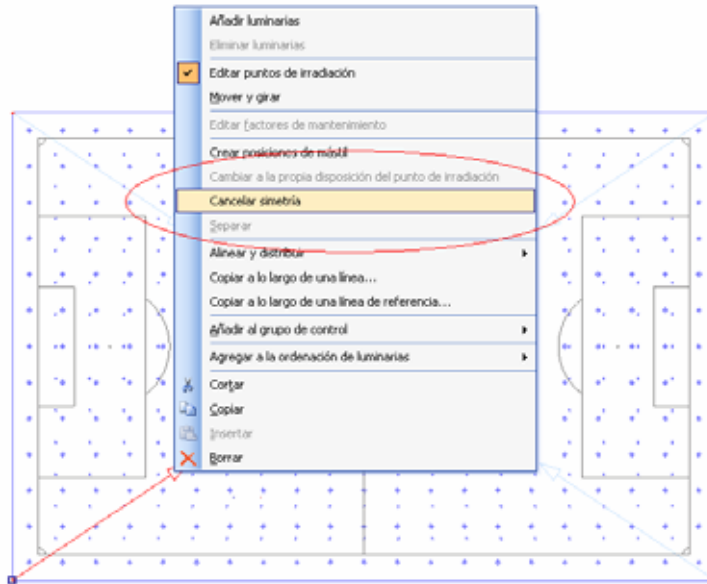 Añadir luminarias
Eliminar luminarias
Editar puntos de irradiación
Mover y girar
Editar factores de mantenimiento
Crear posiciones de mástil
Cambiar a la propia disposición del punto de irradiación
Cancelar simetría
Separar
Alinear y distribuir
Copiar a lo largo de una línea...
Copiar a lo largo de una línea de referencia...
Añadir al grupo de control
Agregar a la ordenación de luminarias
Cortar
Copiar
Insertar
Borrar